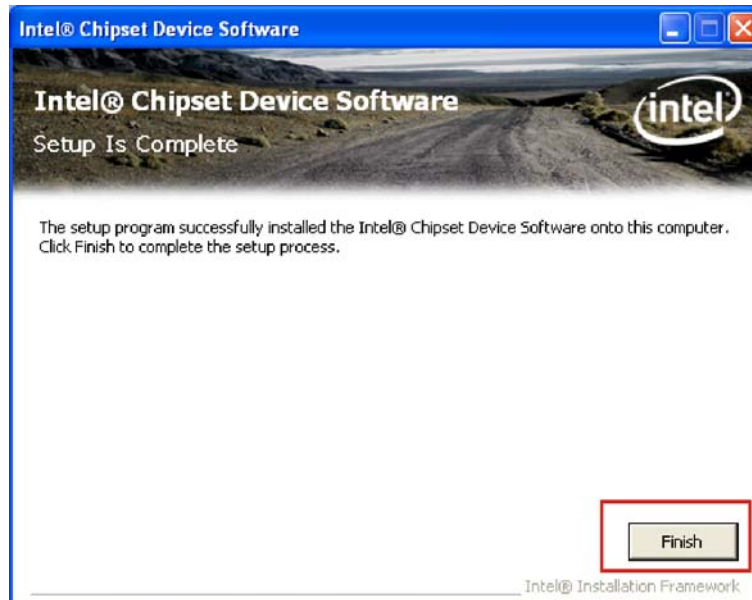 Intel® Chipset Device Software
Intel® Chipset Device Software
Setup Is Complete
intel
The setup program successfully installed the Intel® Chipset Device Software onto this computer.
Click Finish to complete the setup process.
Finish
Intel® Installation Framework